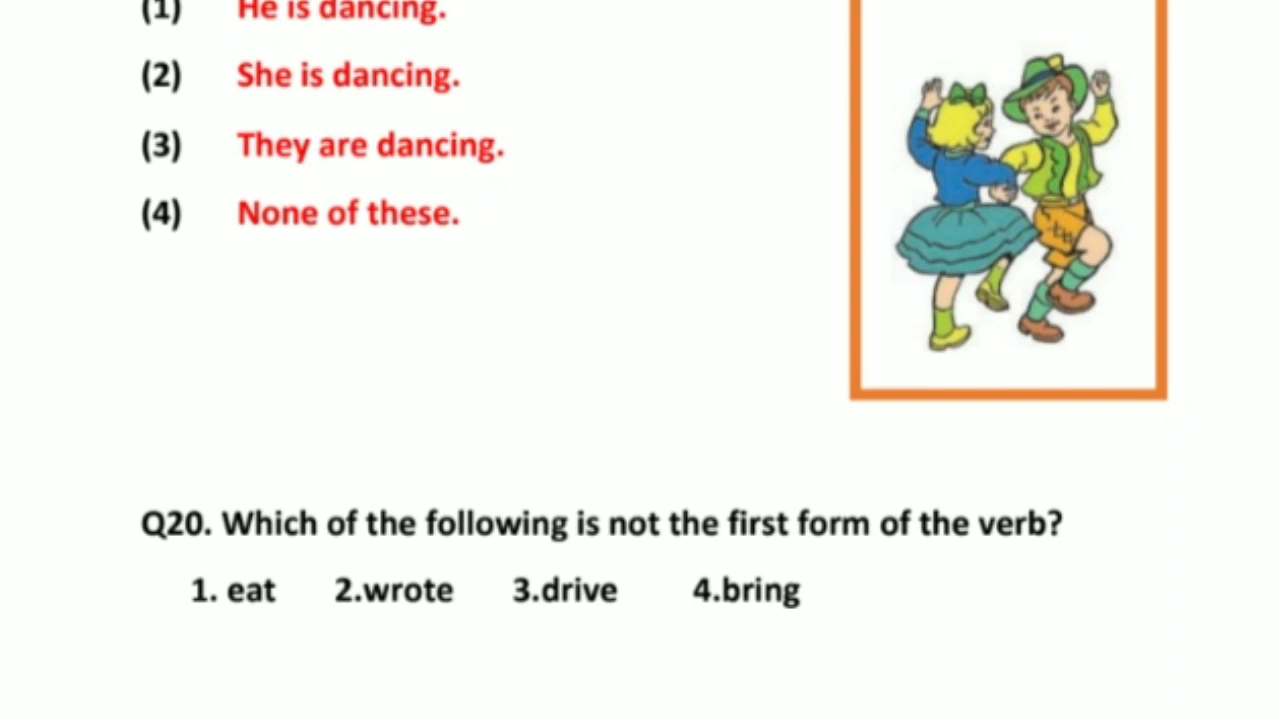 (1) He is dancing.
(2) She is dancing.
(3) They are dancing.
(4) None of these.
Q20. Which of the following is not the first form of the verb?
1. eat 2.wrote 3.drive 4.bring